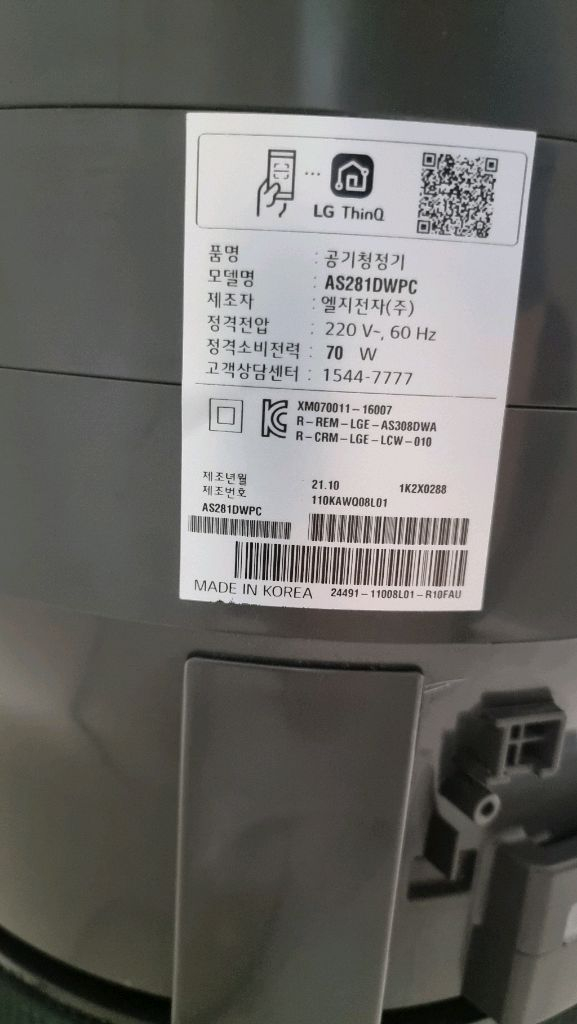 LG ThinQ
품명 : 공기청정기
모델명 : AS281DWPC
제조자 : 엘지전자(주)
정격전압 : 220 V~, 60 Hz
정격소비전력 : 70 W
고객상담센터 : 1544-7777
XM070011-16007
R-REM-LGE-AS308DWA
R-CRM-LGE-LCW-010
제조년월 : 21.10 1K2X0288
제조번호 : 110KAWQ08L01
AS281DWPC
MADE IN KOREA 24491-11008L01-R10FAU